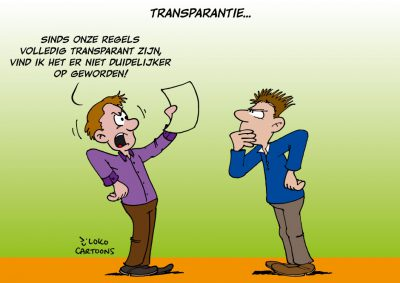 TRANSPARANTIE...
SINDS ONZE REGELS
VOLLEDIG TRANSPARANT ZIJN,
VIND IK HET ER NIET DUIDELIJKER
OP GEWORDEN!
LOKO
CARTOONS